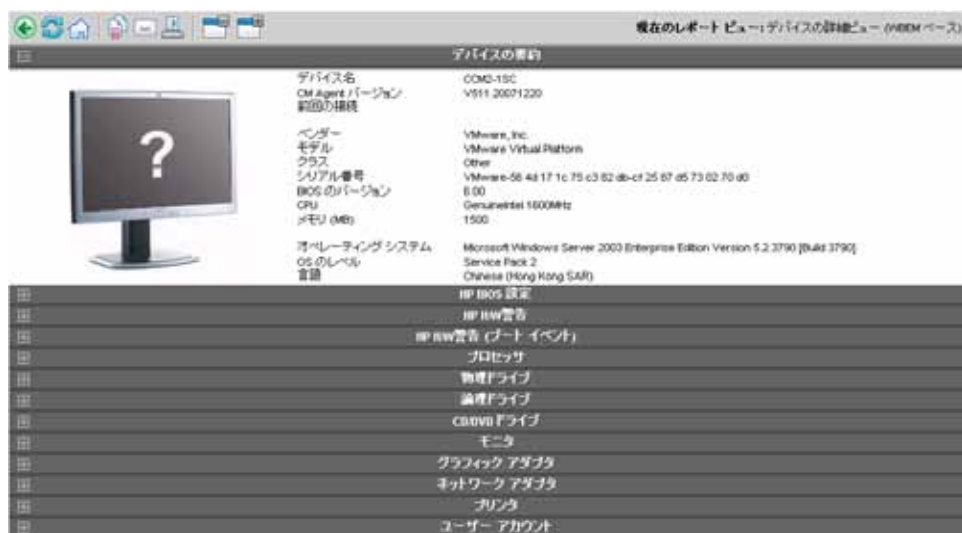 現在のレポート ビュー: デバイスの詳細ビュー (WBEM ベース)
デバイスの要約
デバイス名 CCM2-1SC
CM Agent バージョン V511 20071220
前回の接続
ベンダー VMware, Inc.
モデル VMware Virtual Platform
クラス Other
シリアル番号 VMware-56 4d 17 1c 75 c3 82 db-cf 25 87 d5 73 02 70 d0
BIOS のバージョン 6.00
CPU GenuineIntel 1600MHz
メモリ (MB) 1500
オペレーティング システム Microsoft Windows Server 2003 Enterprise Edition Version 5.2.3790 [Build 3790]
OS のレベル Service Pack 2
言語 Chinese (Hong Kong SAR)
HP BIOS 設定
HP HW警告
HP HW警告 (ブート イベント)
プロセッサ
物理ドライブ
論理ドライブ
CD/DVD ドライブ
モニタ
グラフィック アダプタ
ネットワーク アダプタ
プリンタ
ユーザー アカウント